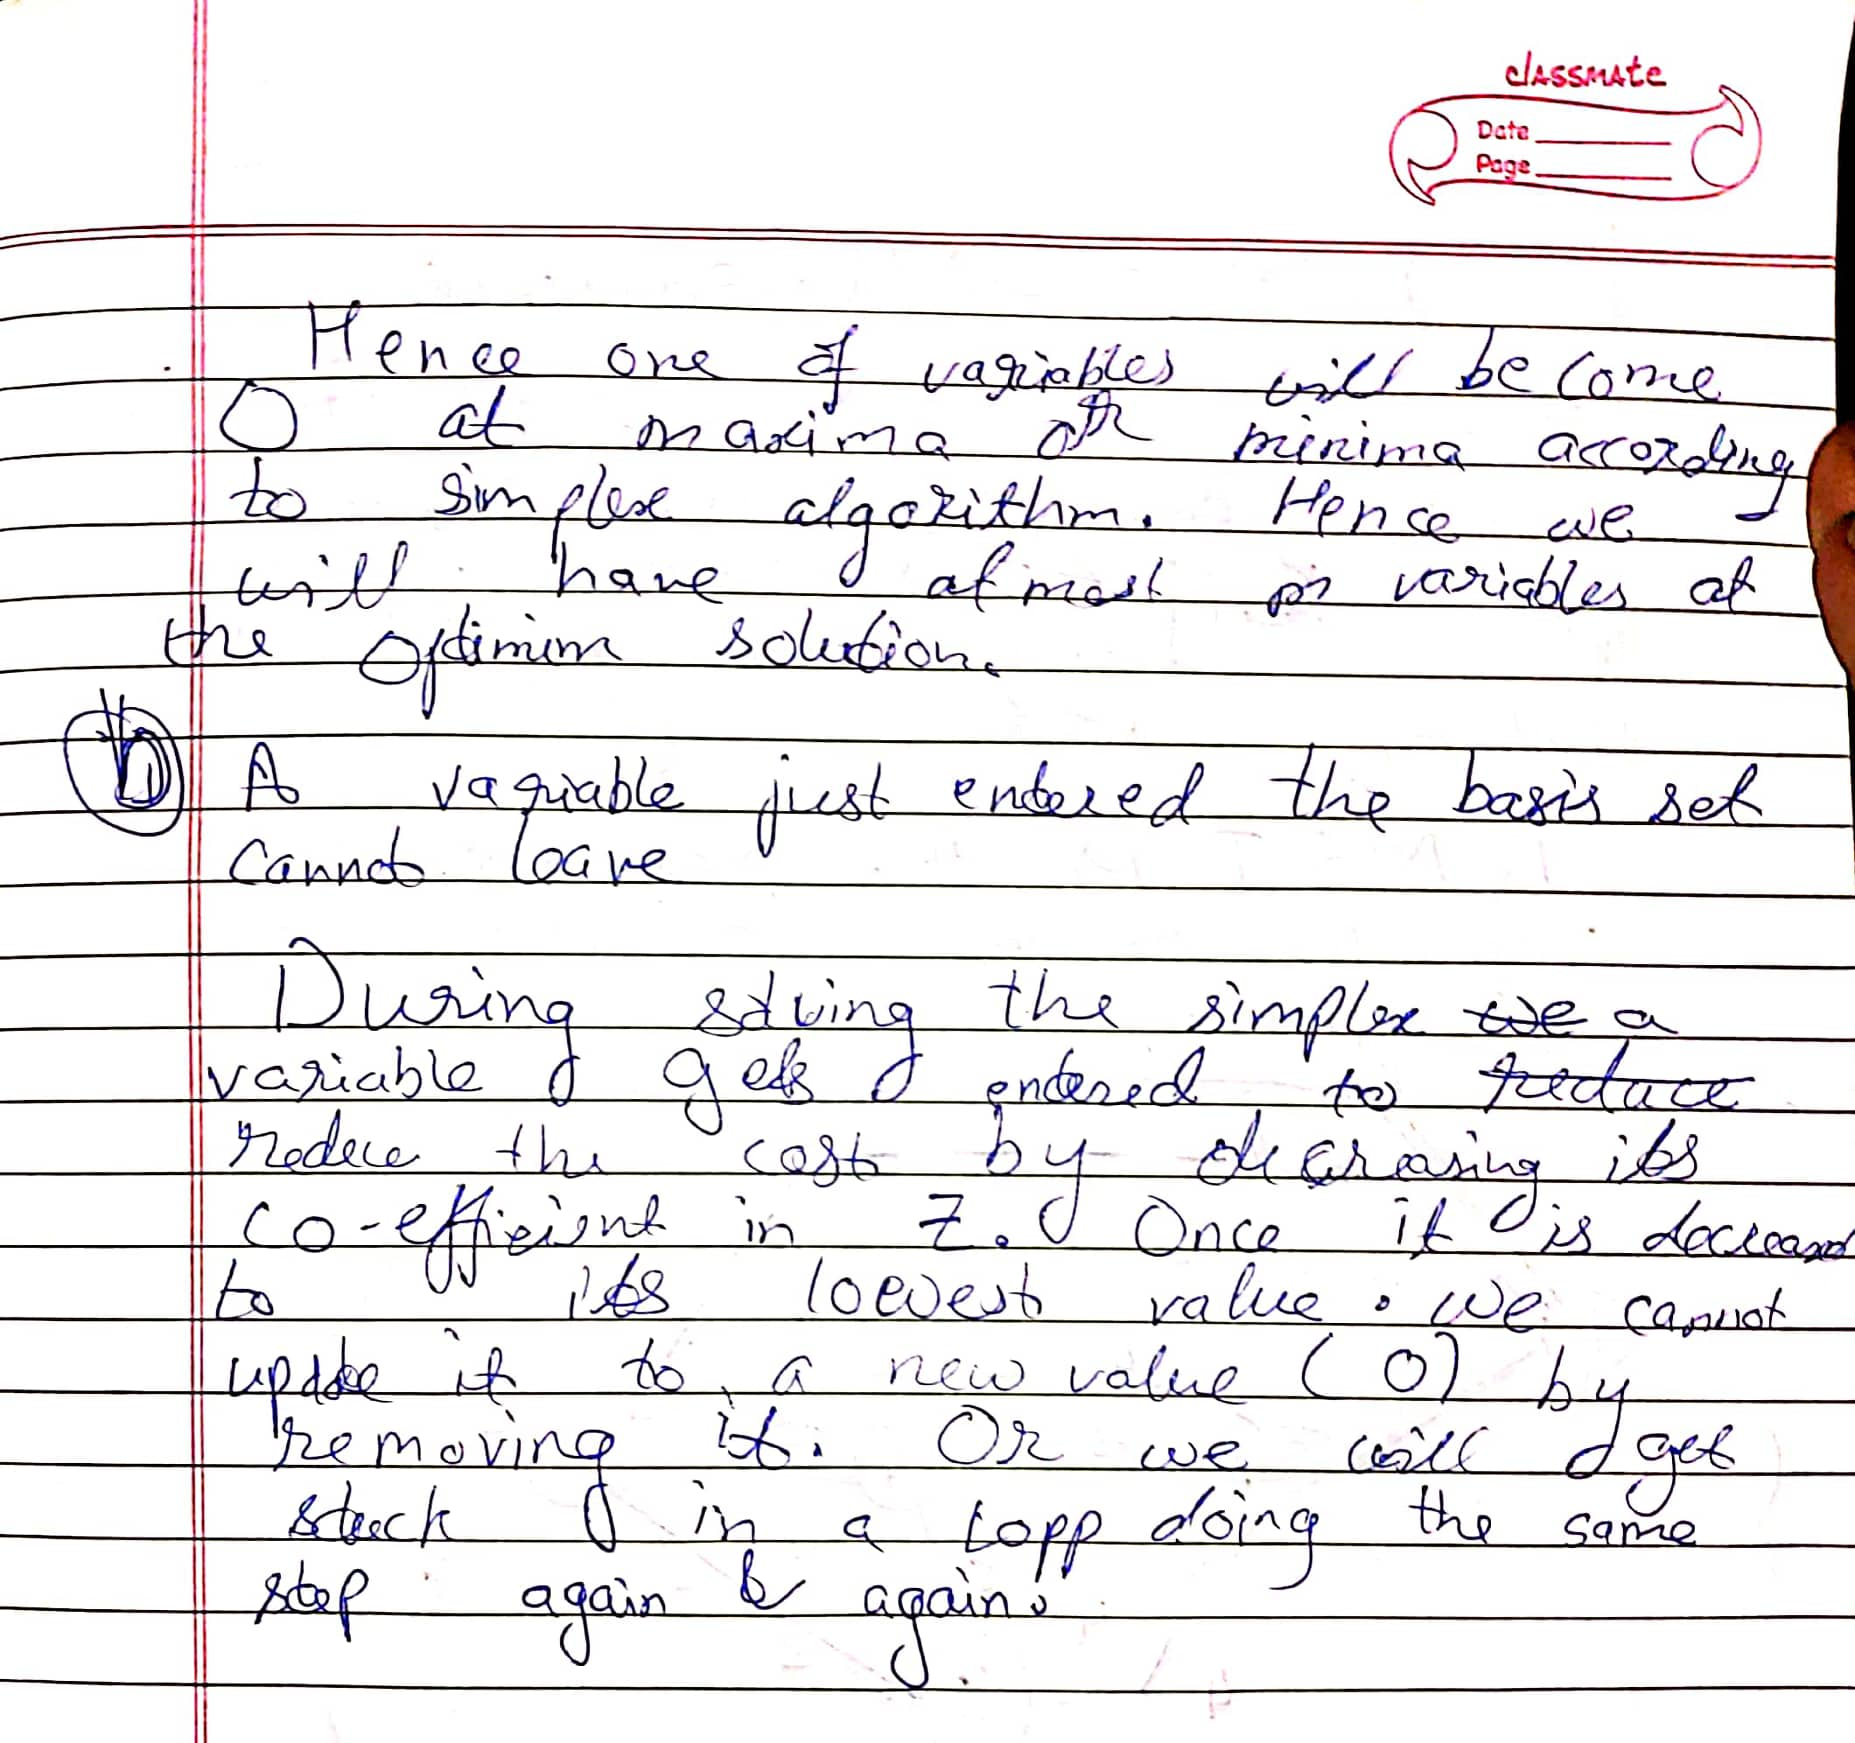 classmate
Date
Page
Hence one of variables will become
0 at maxima or minima according
to simplex algorithm. Hence we
will have atmost m variables at
the optimim solution.
b A variable just entered the basis set
cannot leave
During solving the simplex we a
variable gets entered to reduce
reduce the cost by decreasing its
co-efficient in Z. Once it is decreased
to its lowest value. we cannot
update it to a new value (0) by
removing it. Or we will get
stuck in a lopp doing the same
step again & again.